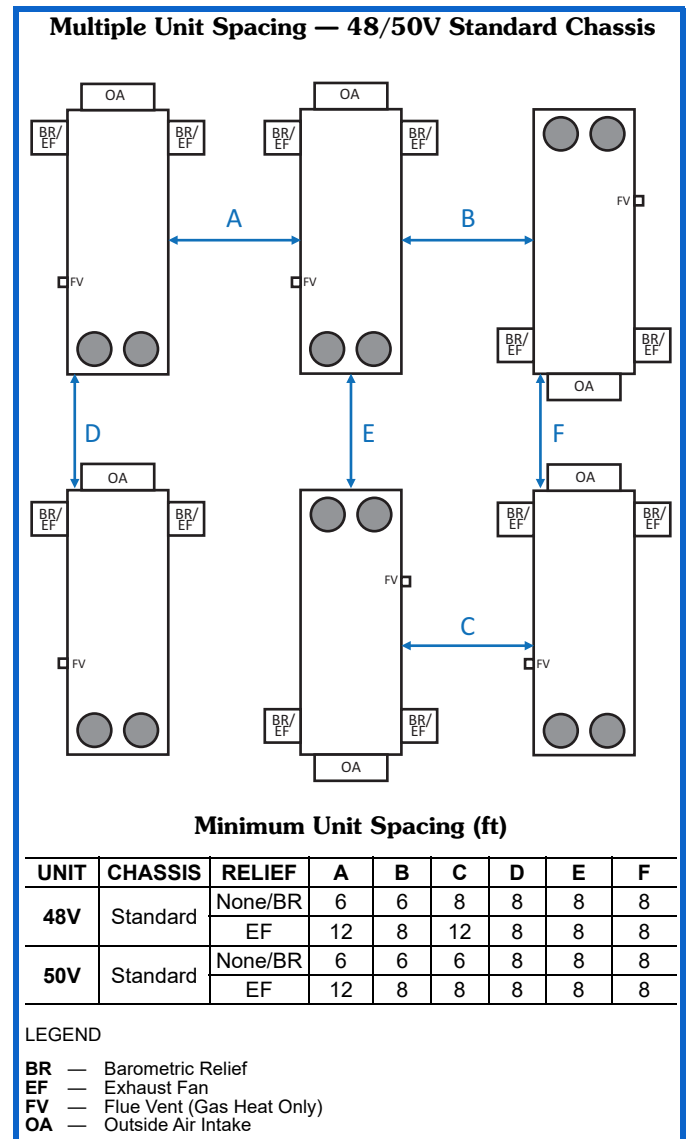 Multiple Unit Spacing — 48/50V Standard Chassis
OA
OA
BR/
EF
BR/
EF
BR/
EF
BR/
EF
A
B
FV
FV
FV
BR/
EF
BR/
EF
OA
D
E
F
OA
OA
BR/
EF
BR/
EF
BR/
EF
BR/
EF
FV
C
FV
FV
BR/
EF
BR/
EF
OA
Minimum Unit Spacing (ft)
UNIT CHASSIS RELIEF A B C D E F
48V Standard None/BR 6 6 8 8 8 8
EF 12 8 12 8 8 8
50V Standard None/BR 6 6 6 8 8 8
EF 12 8 8 8 8 8
LEGEND
BR — Barometric Relief
EF — Exhaust Fan
FV — Flue Vent (Gas Heat Only)
OA — Outside Air Intake